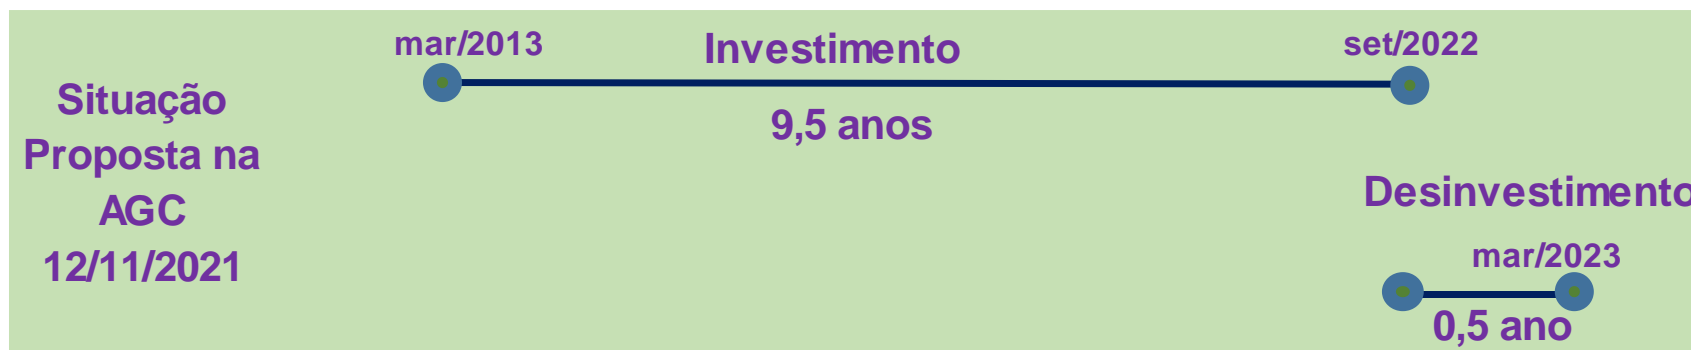 Situação
Proposta na
AGC
12/11/2021
mar/2013
Investimento
set/2022
9,5 anos
Desinvestimento
mar/2023
0,5 ano